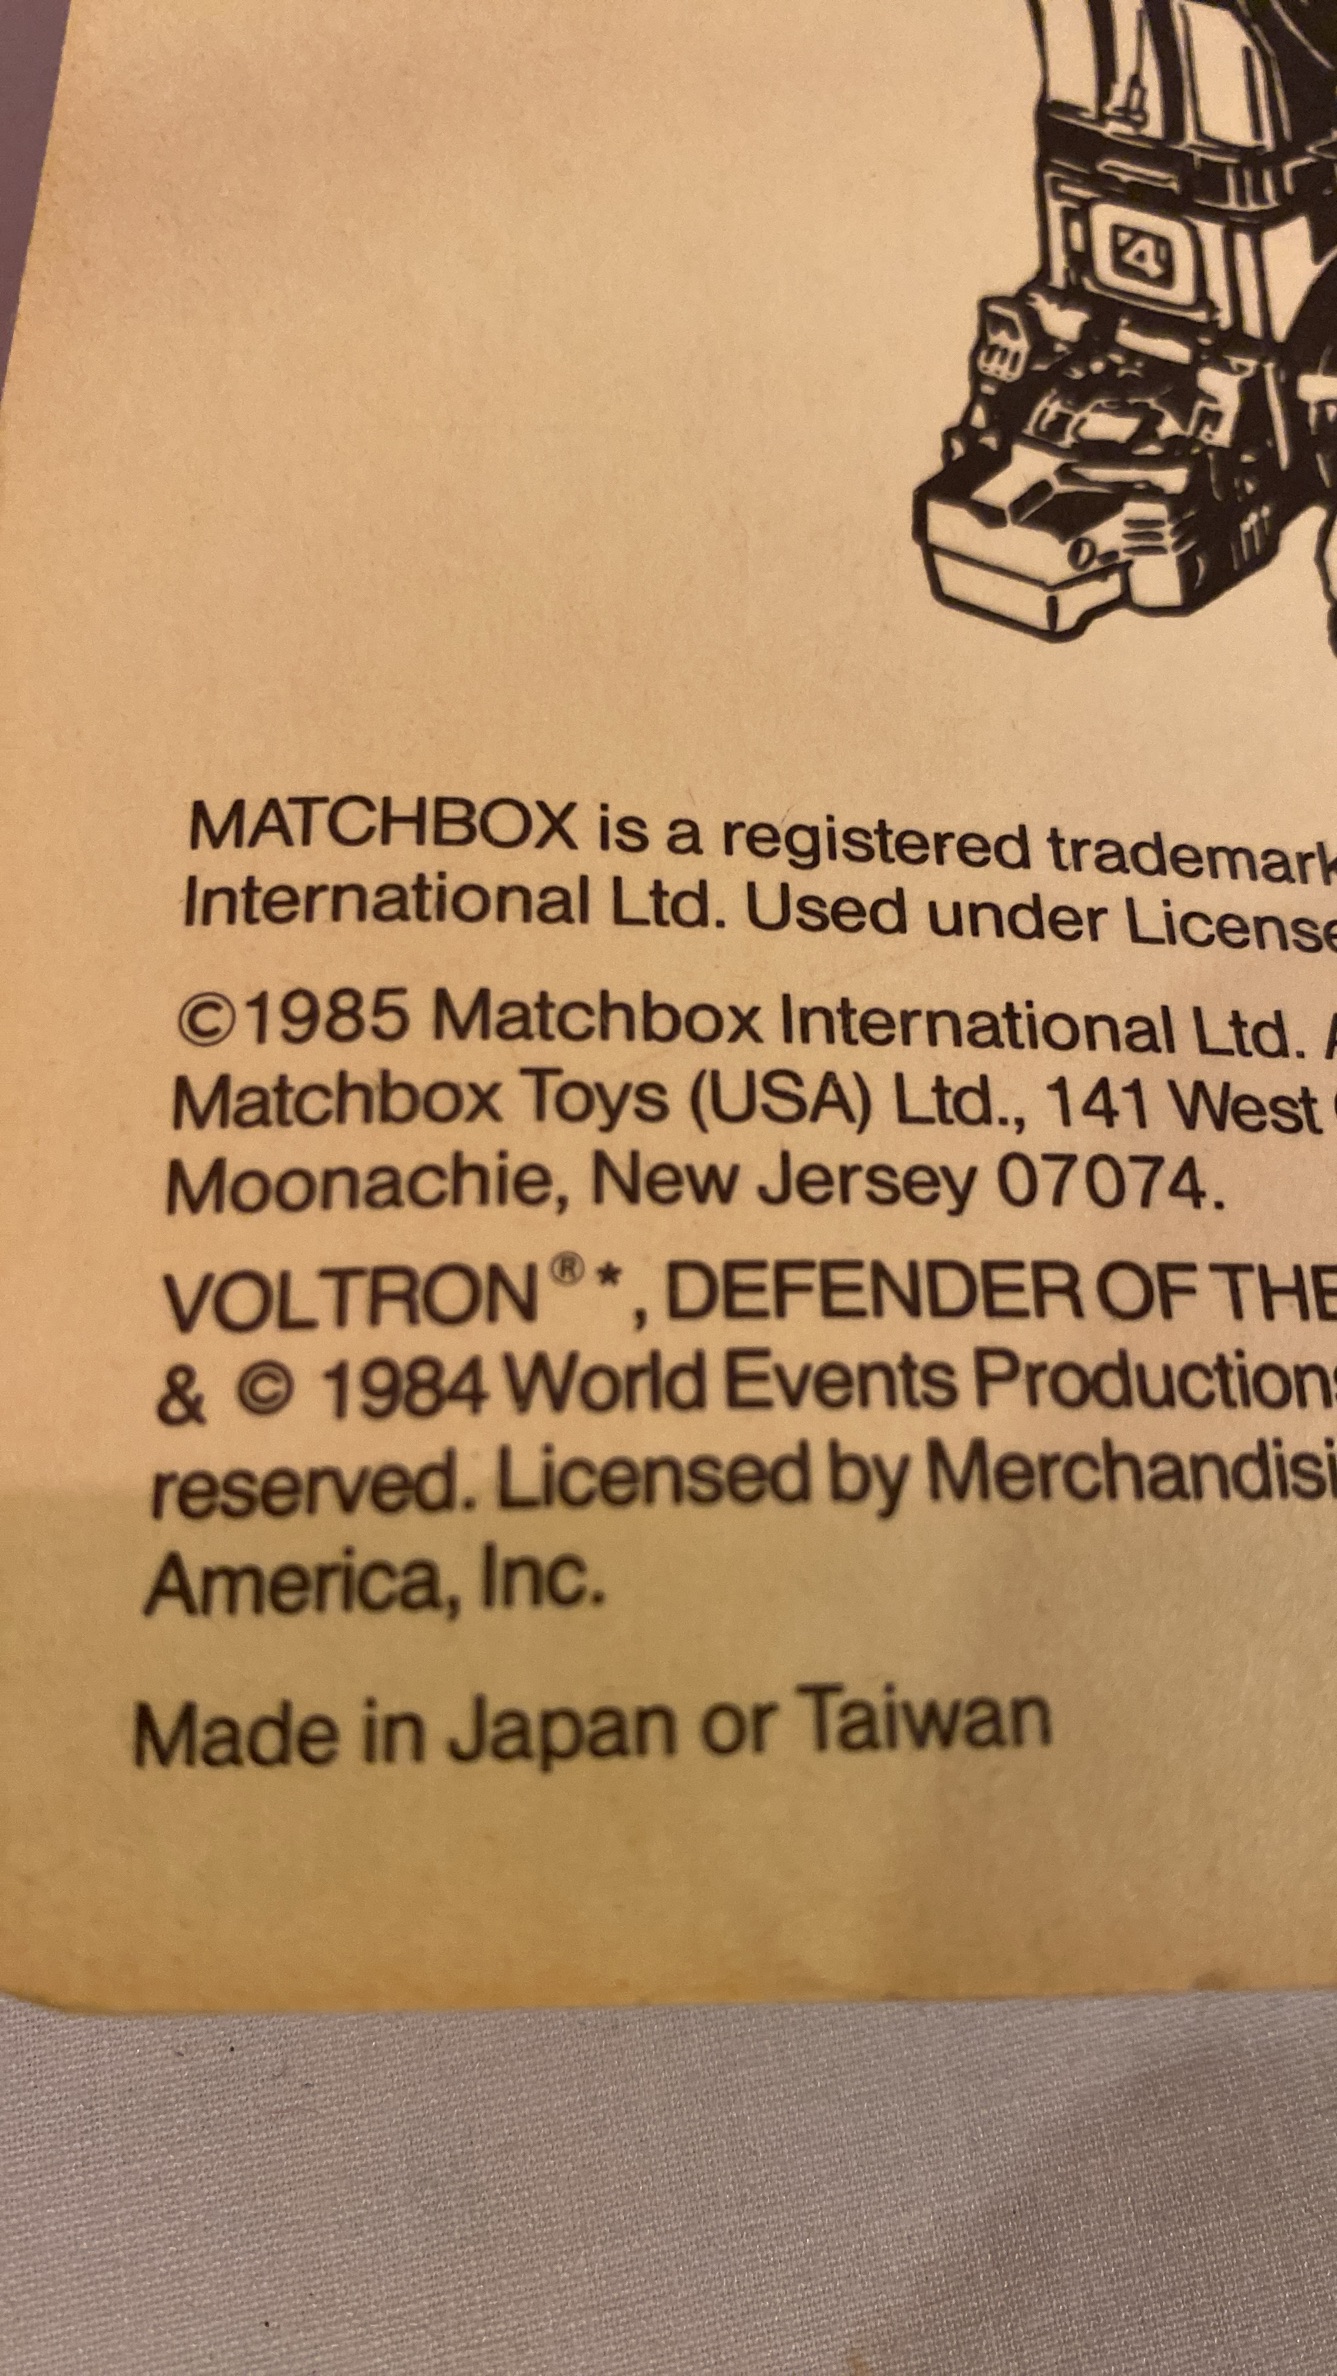 4
MATCHBOX is a registered trademark
International Ltd. Used under License
©1985 Matchbox International Ltd.
Matchbox Toys (USA) Ltd., 141 West
Moonachie, New Jersey 07074.
VOLTRON®*, DEFENDER OF THE
& © 1984 World Events Productions
reserved. Licensed by Merchandisi
America, Inc.
Made in Japan or Taiwan